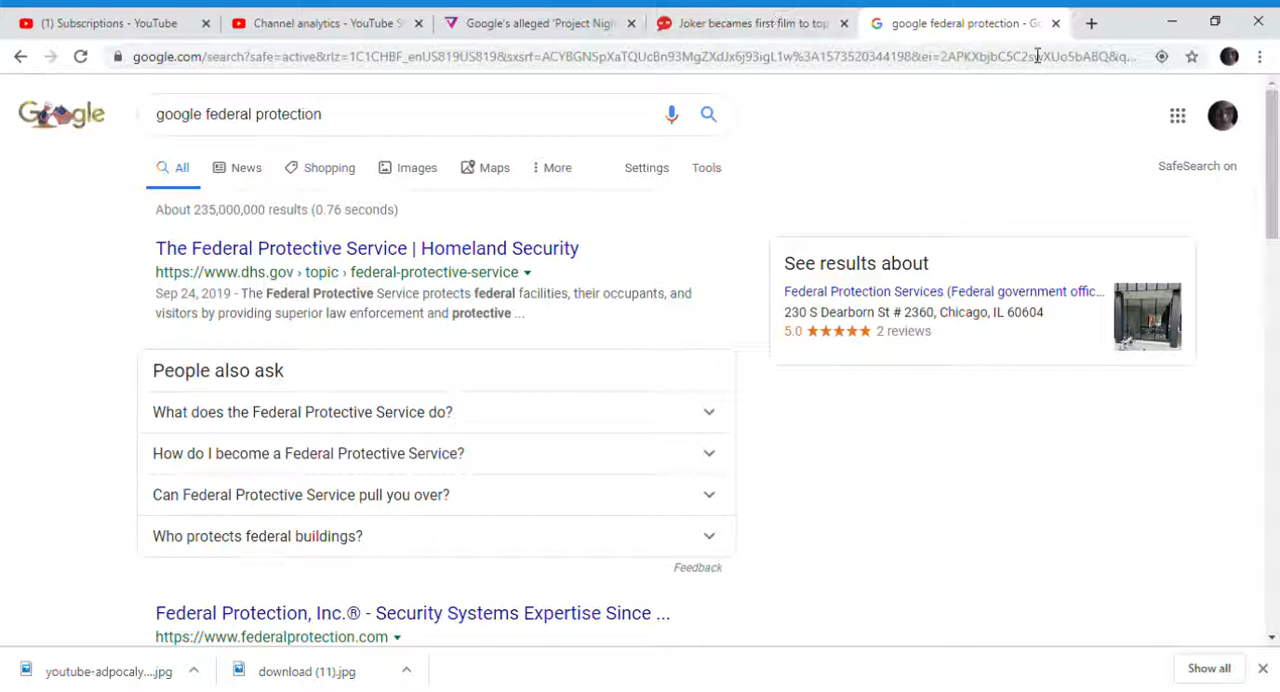 (1) Subscriptions - YouTube
Channel analytics - YouTube S
Google's alleged 'Project Nigh
Joker becames first film to top
google federal protection - Go
google.com/search?safe=active&rlz=1C1CHBF_enUS819US819&sxsrf=ACYBGNSpXaTQUcBn93MgZXdJx6j93igL1w%3A1573520344198&ei=2APKXbjbC5C2s XUo5bABQ&q...
Google
google federal protection
All News Shopping Images Maps More Settings Tools
SafeSearch on
About 235,000,000 results (0.76 seconds)
The Federal Protective Service | Homeland Security
https://www.dhs.gov › topic › federal-protective-service
Sep 24, 2019 - The Federal Protective Service protects federal facilities, their occupants, and
visitors by providing superior law enforcement and protective ...
See results about
Federal Protection Services (Federal government offic...
230 S Dearborn St # 2360, Chicago, IL 60604
5.0 ★★★★★ 2 reviews
People also ask
What does the Federal Protective Service do?
How do I become a Federal Protective Service?
Can Federal Protective Service pull you over?
Who protects federal buildings?
Feedback
Federal Protection, Inc.® - Security Systems Expertise Since ...
https://www.federalprotection.com
youtube-adpocaly....jpg
download (11).jpg
Show all